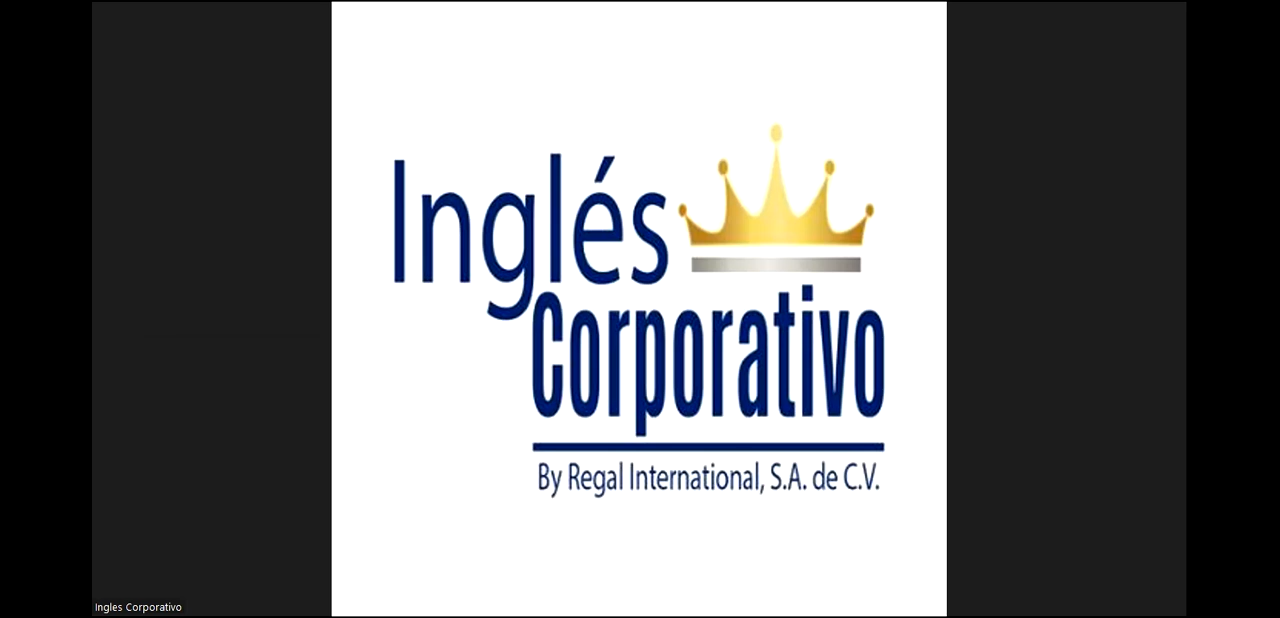 Inglés
Corporativo
By Regal International, S.A. de C.V.
Ingles Corporativo